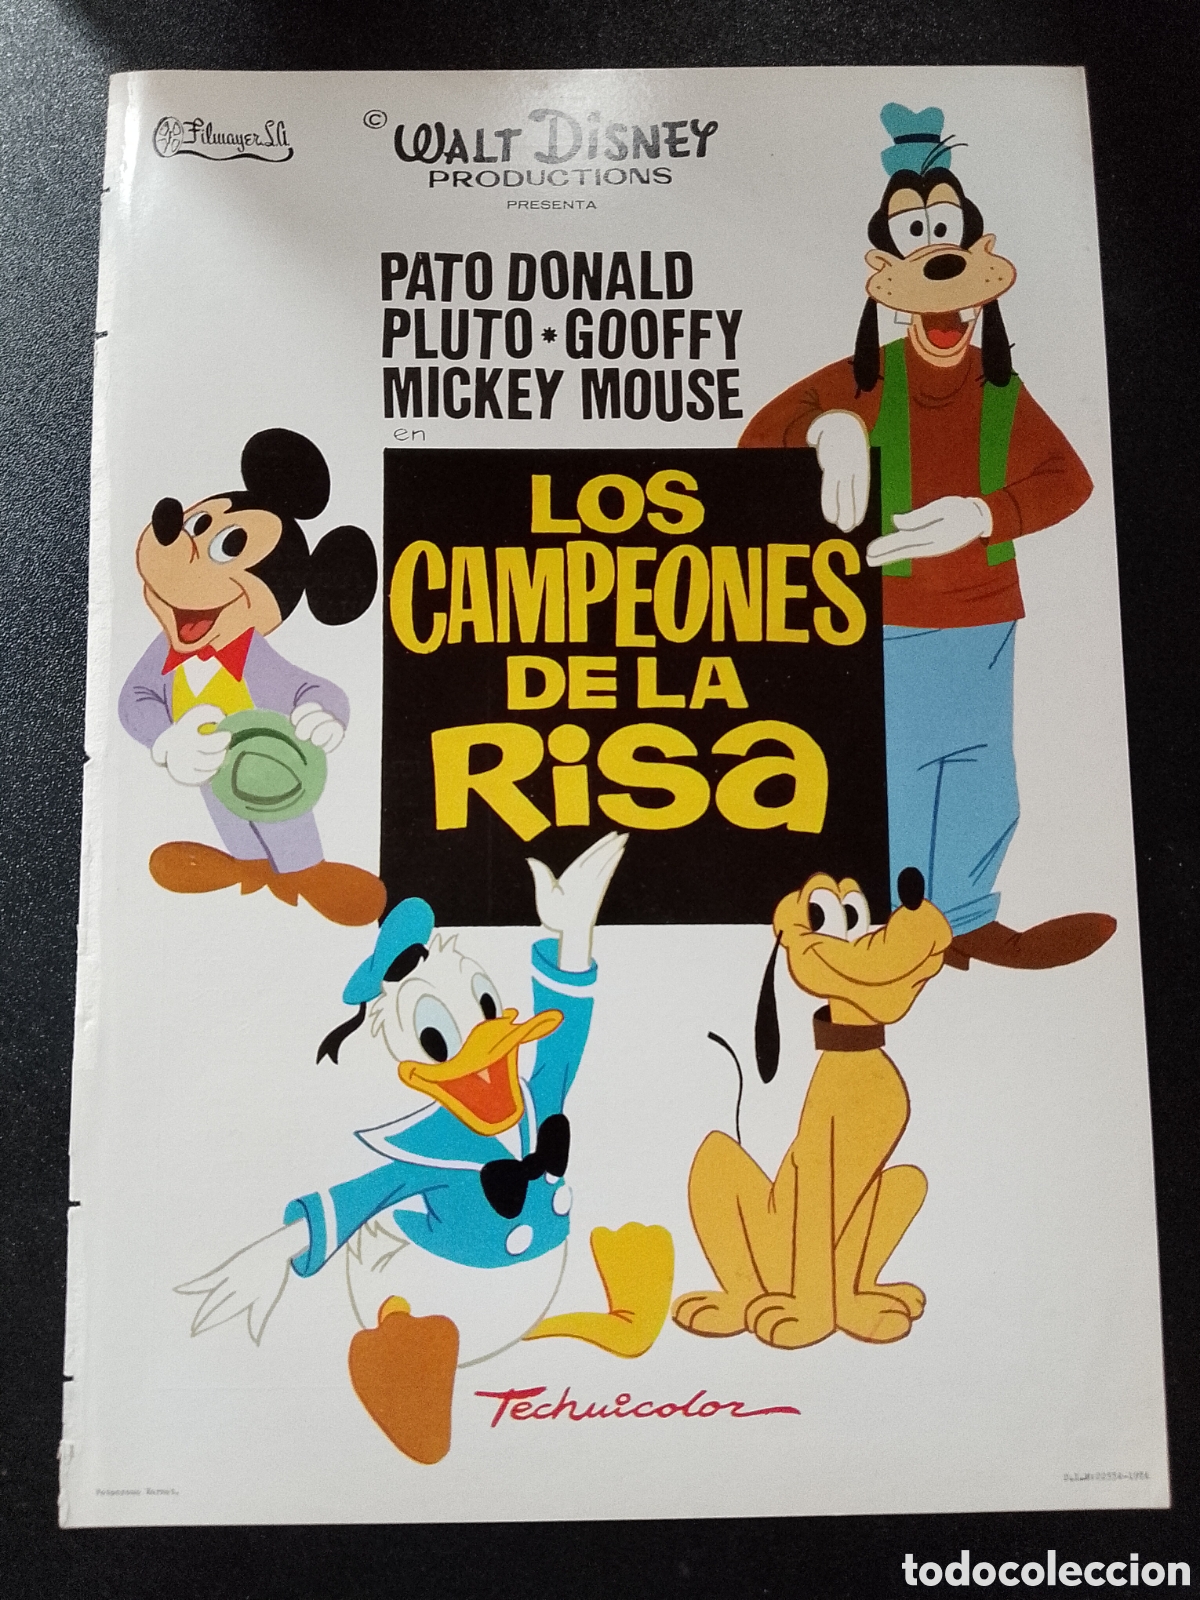 Filmayer S.A.
© WALT DISNEY
PRODUCTIONS
PRESENTA
PATO DONALD
PLUTO * GOOFFY
MICKEY MOUSE
en
LOS
CAMPEONES
DE LA
RISA
Technicolor
todocoleccion